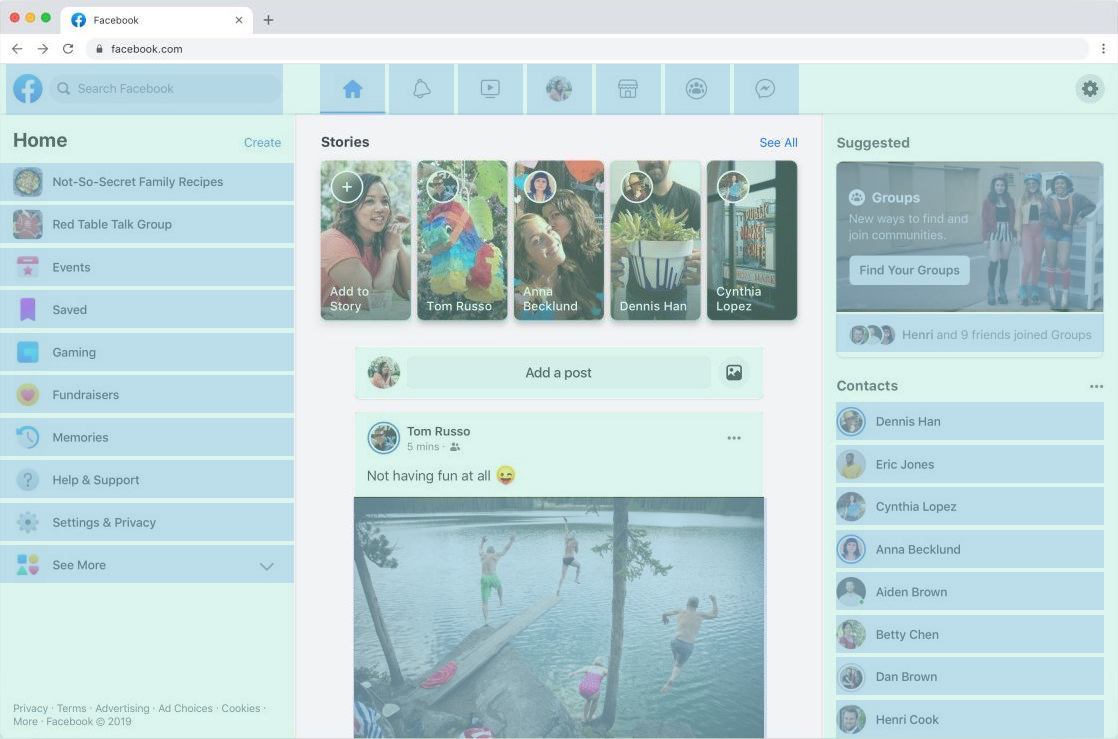 Facebook
facebook.com
Search Facebook
Home
Create
Not-So-Secret Family Recipes
Red Table Talk Group
Events
Saved
Gaming
Fundraisers
Memories
Help & Support
Settings & Privacy
See More
Privacy · Terms · Advertising · Ad Choices · Cookies ·
More · Facebook © 2019
Stories
See All
Add to
Story
Tom Russo
Anna
Becklund
Dennis Han
PUBLIC
MARKET
Cynthia
Lopez
Add a post
Tom Russo
5 mins ·
Not having fun at all 😜
Suggested
Groups
New ways to find and
join communities.
Find Your Groups
Henri and 9 friends joined Groups
Contacts
Dennis Han
Eric Jones
Cynthia Lopez
Anna Becklund
Aiden Brown
Betty Chen
Dan Brown
Henri Cook